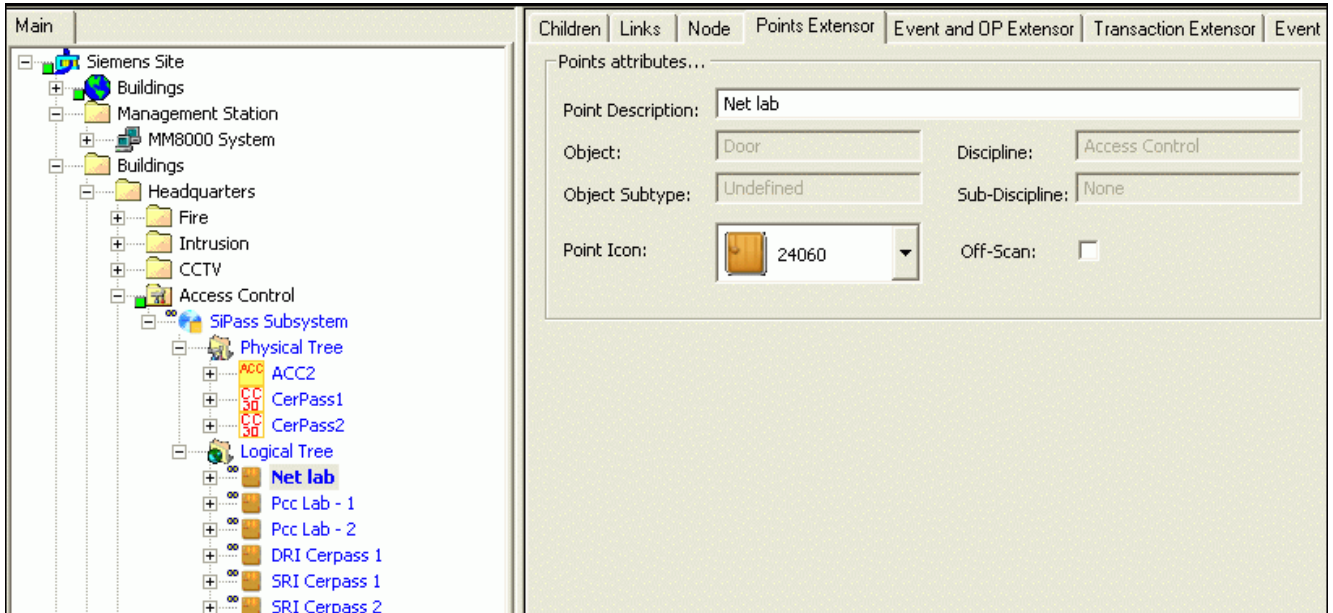 Main
Siemens Site
Buildings
Management Station
MM8000 System
Buildings
Headquarters
Fire
Intrusion
CCTV
Access Control
SiPass Subsystem
Physical Tree
ACC ACC2
CC 30 CerPass1
CC 30 CerPass2
Logical Tree
Net lab
Pcc Lab - 1
Pcc Lab - 2
DRI Cerpass 1
SRI Cerpass 1
SRI Cerpass 2
Children Links Node Points Extensor Event and OP Extensor Transaction Extensor Event
Points attributes...
Point Description: Net lab
Object: Door Discipline: Access Control
Object Subtype: Undefined Sub-Discipline: None
Point Icon: 24060 Off-Scan: